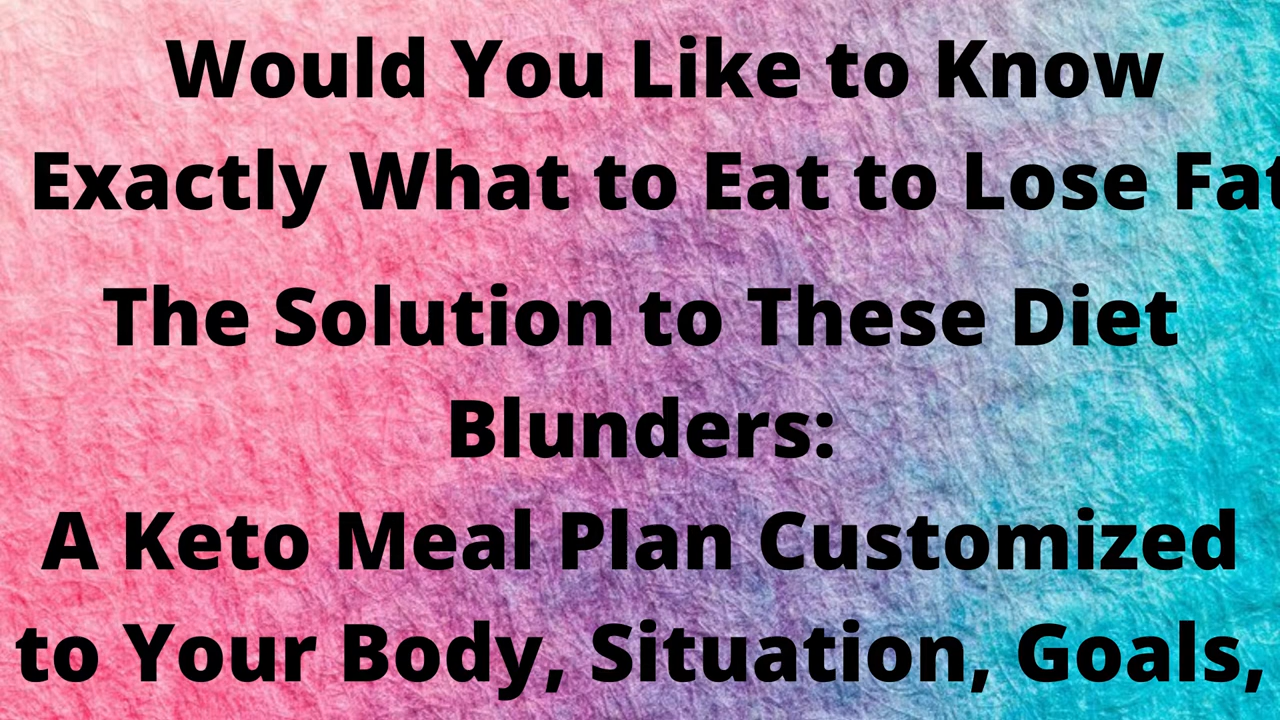 Would You Like to Know
Exactly What to Eat to Lose Fat
The Solution to These Diet
Blunders:
A Keto Meal Plan Customized
to Your Body, Situation, Goals,